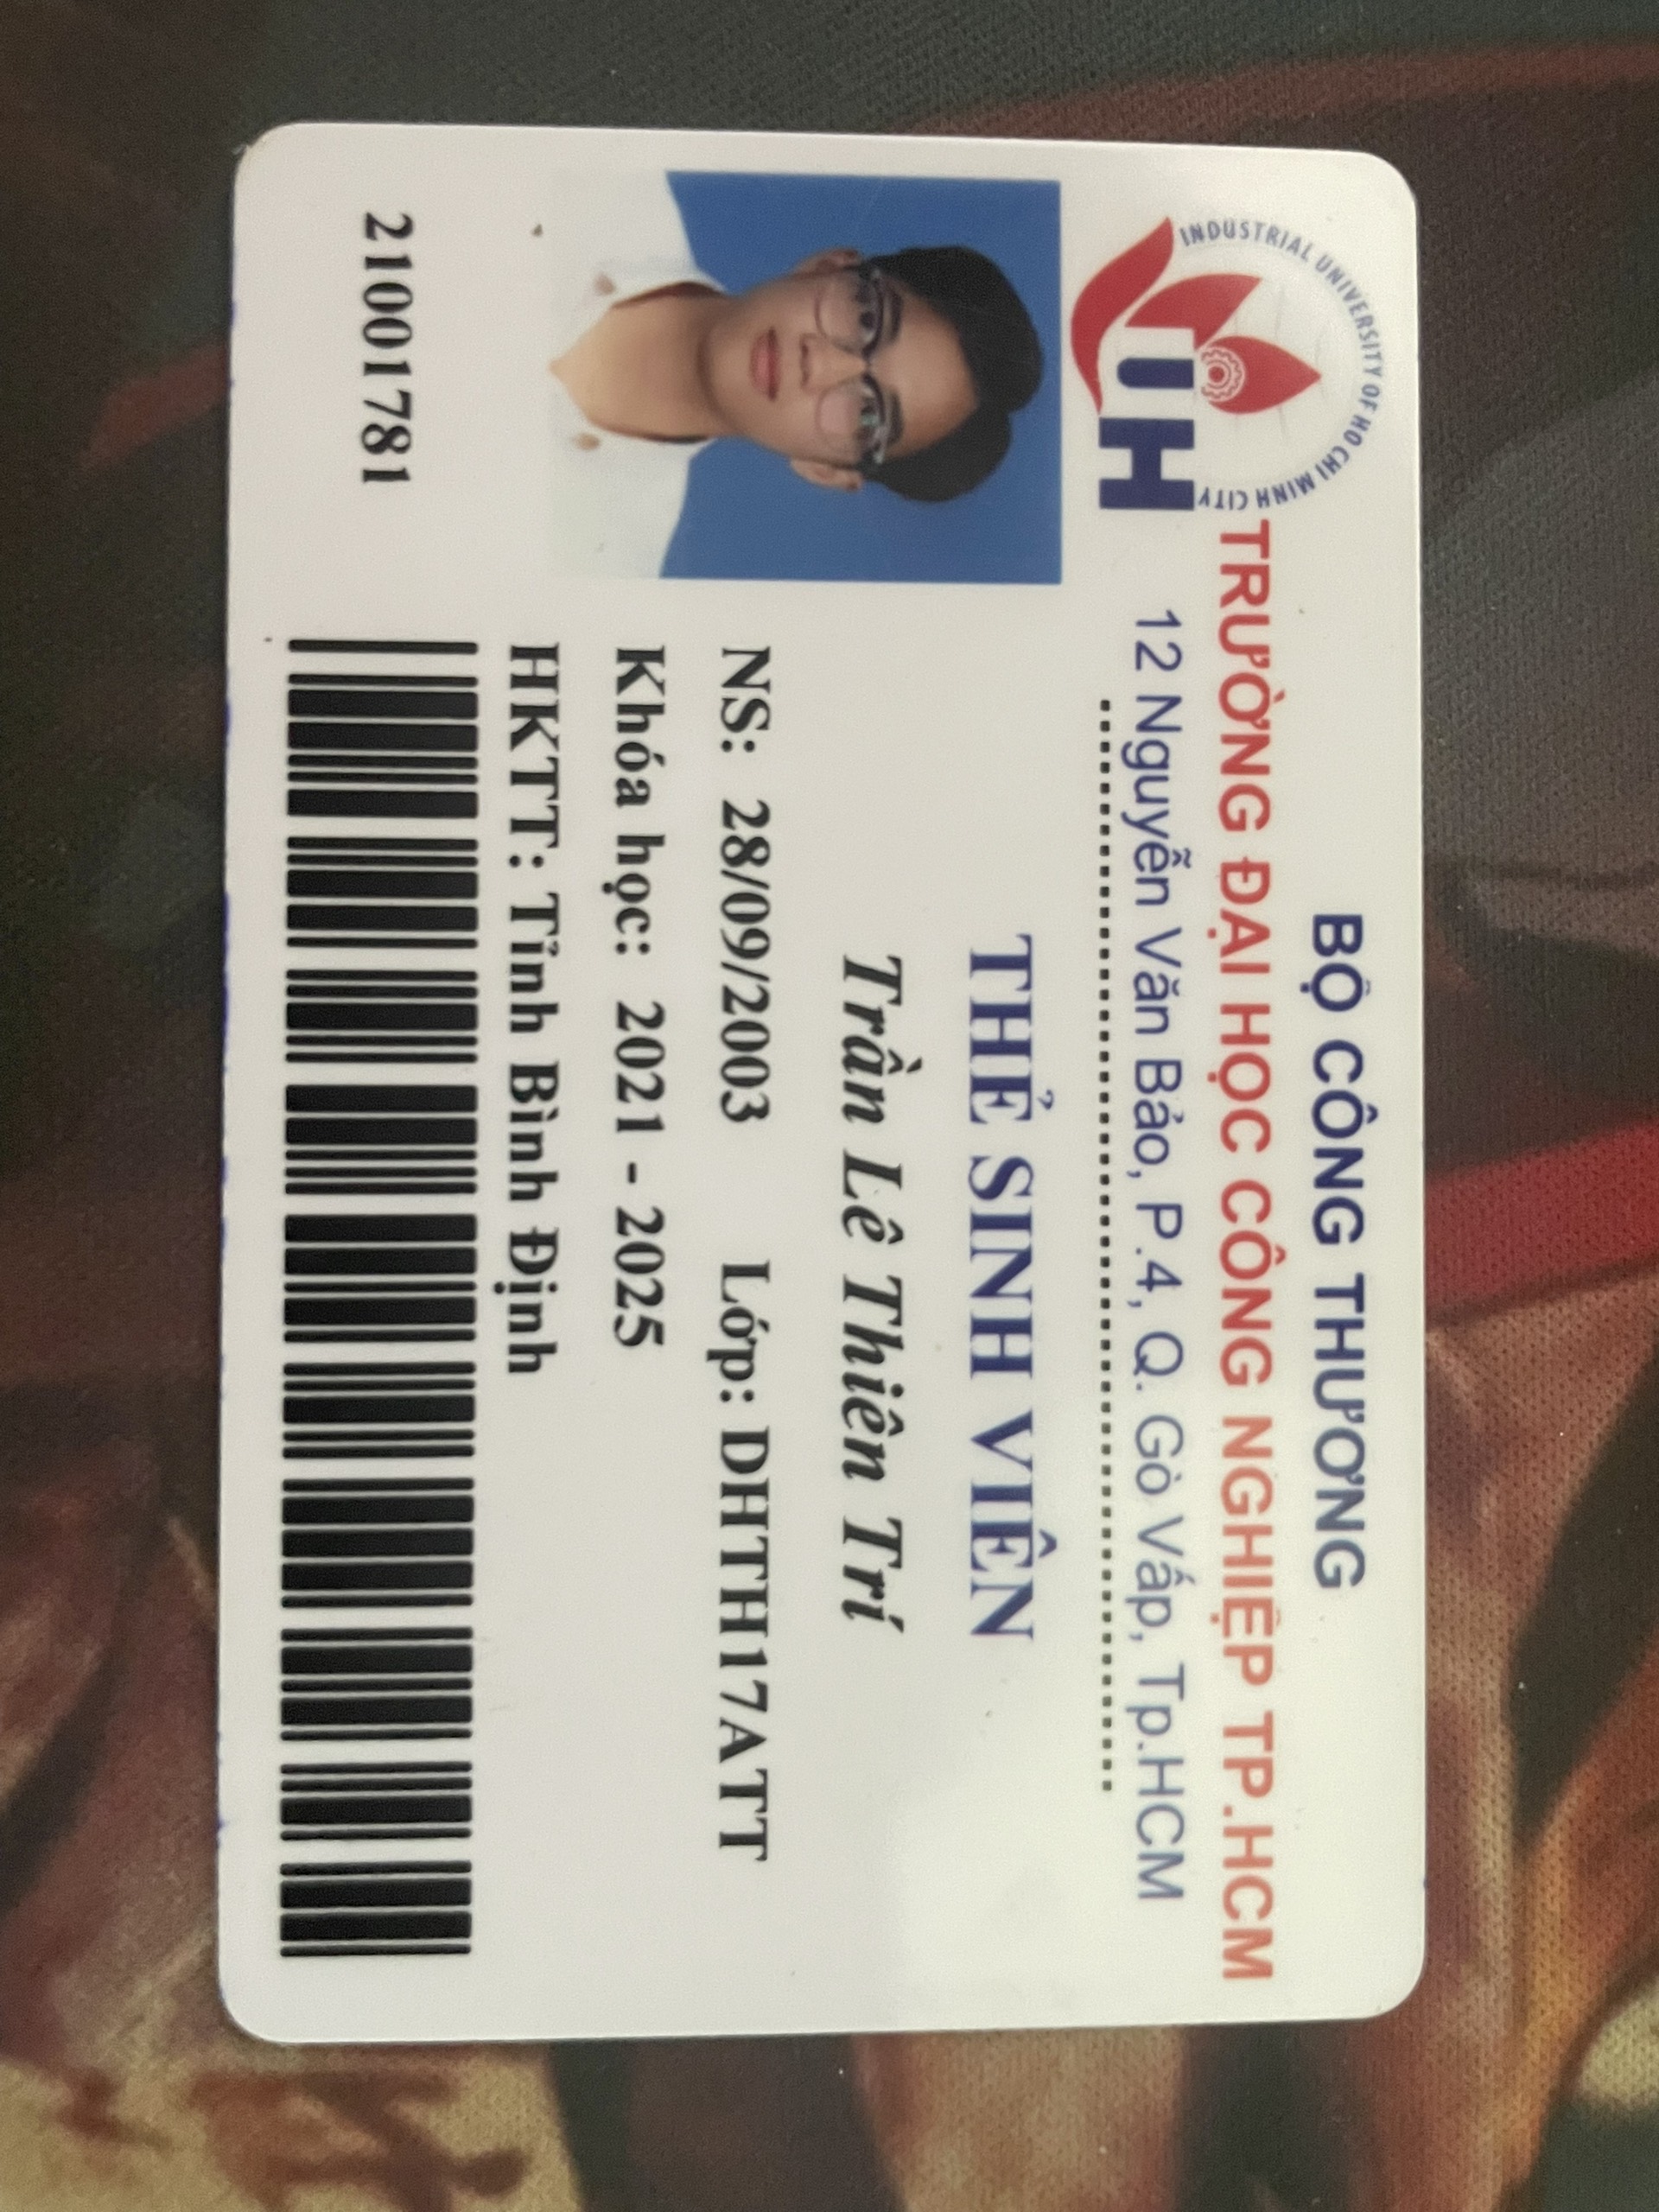 INDUSTRIAL UNIVERSITY OF HO CHI MINH CITY
IUH
BỘ CÔNG THƯƠNG
TRƯỜNG ĐẠI HỌC CÔNG NGHIỆP TP.HCM
12 Nguyễn Văn Bảo, P.4, Q. Gò Vấp, Tp.HCM
THẺ SINH VIÊN
Trần Lê Thiên Trí
NS: 28/09/2003 Lớp: DHTH17ATT
Khóa học: 2021 - 2025
HKTT: Tỉnh Bình Định
21001781